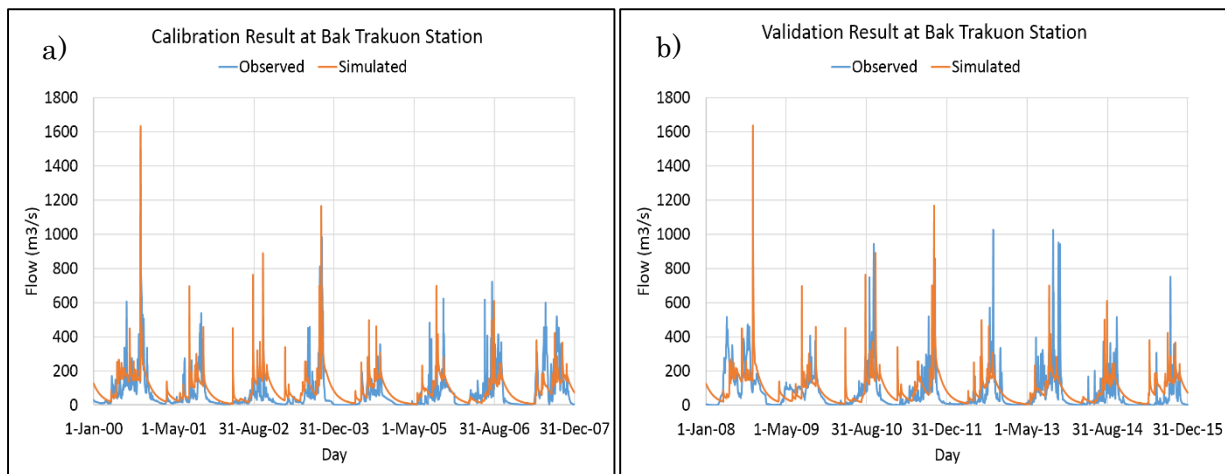 a)
Calibration Result at Bak Trakuon Station
Observed Simulated
1800
1600
1400
1200
1000
800
600
400
200
0
Flow (m3/s)
1-Jan-00 1-May-01 31-Aug-02 31-Dec-03 1-May-05 31-Aug-06 31-Dec-07
Day
b)
Validation Result at Bak Trakuon Station
Observed Simulated
1800
1600
1400
1200
1000
800
600
400
200
0
Flow (m3/s)
1-Jan-08 1-May-09 31-Aug-10 31-Dec-11 1-May-13 31-Aug-14 31-Dec-15
Day